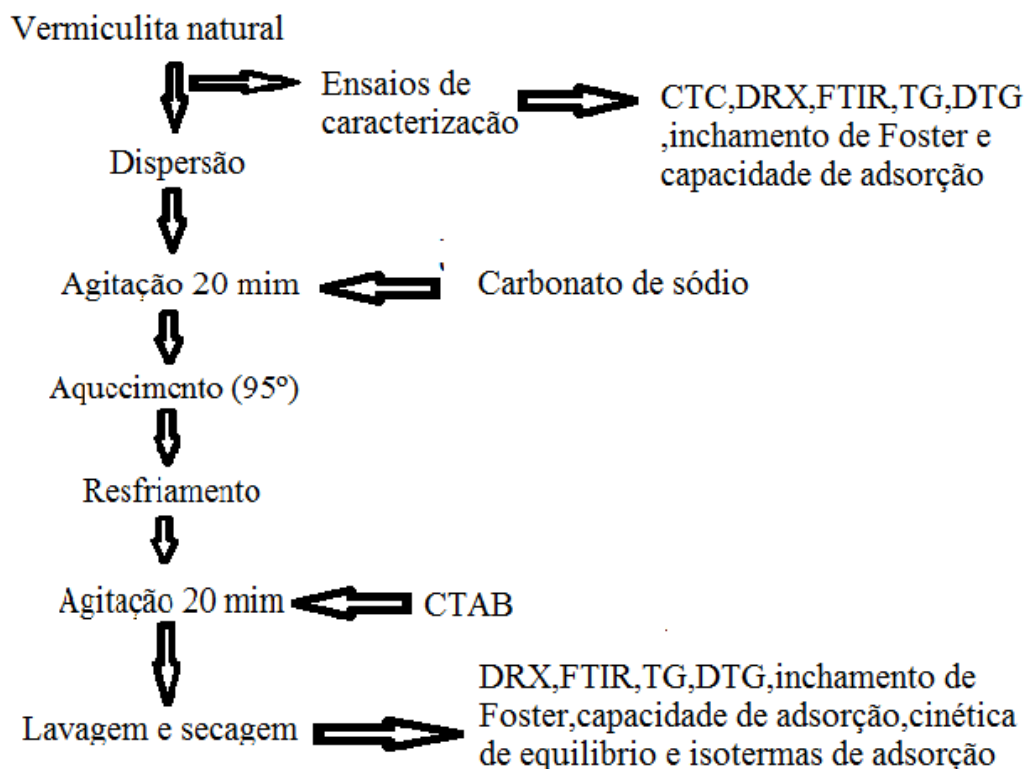 Vermiculita natural
Ensaios de
caracterizacão
CTC,DRX,FTIR,TG,DTG
,inchamento de Foster e
capacidade de adsorção
Dispersão
Agitação 20 mim
Carbonato de sódio
Aquecimento (95º)
Resfriamento
Agitação 20 mim
CTAB
Lavagem e secagem
DRX,FTIR,TG,DTG,inchamento de
Foster,capacidade de adsorção,cinética
de equilibrio e isotermas de adsorção